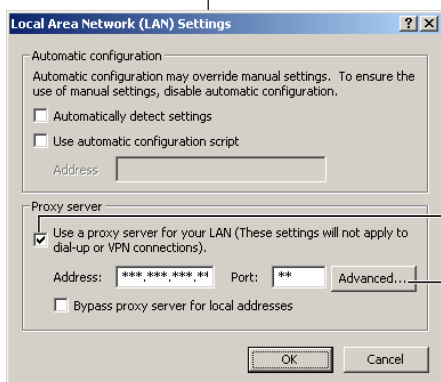 Local Area Network (LAN) Settings
Automatic configuration
Automatic configuration may override manual settings. To ensure the
use of manual settings, disable automatic configuration.
Automatically detect settings
Use automatic configuration script
Address
Proxy server
Use a proxy server for your LAN (These settings will not apply to
dial-up or VPN connections).
Address: ***.***.***.** Port: ** Advanced...
Bypass proxy server for local addresses
OK Cancel